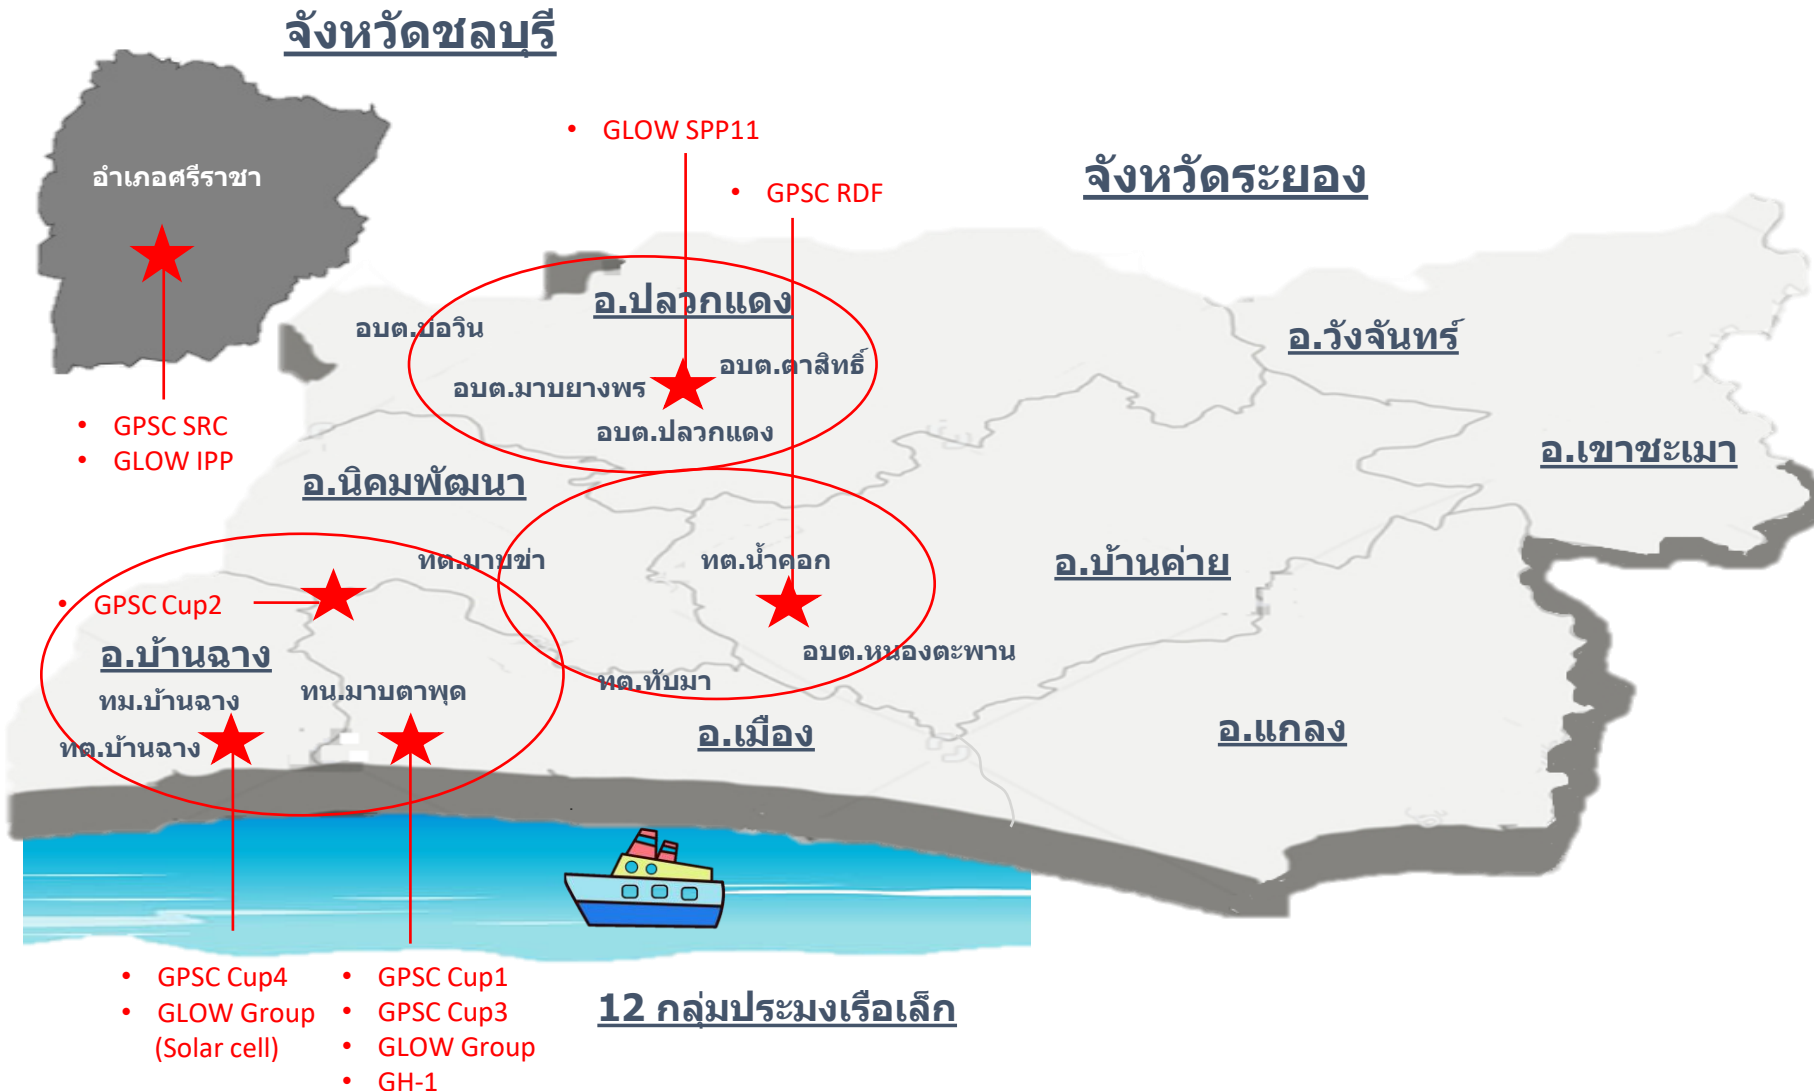 จังหวัดชลบุรี
• GLOW SPP11
จังหวัดระยอง
อำเภอศรีราชา
• GPSC RDF
อ.ปลวกแดง
อบต.บ่อวิน
อ.วังจันทร์
อบต.ตาสิทธิ์
อบต.มาบยางพร
• GPSC SRC
• GLOW IPP
อบต.ปลวกแดง
อ.เขาชะเมา
อ.นิคมพัฒนา
ทต.มาบข่า
ทต.น้ำคอก
อ.บ้านค่าย
• GPSC Cup2
อ.บ้านฉาง
อบต.หนองตะพาน
ทต.ทับมา
ทม.บ้านฉาง
ทน.มาบตาพุด
ทต.บ้านฉาง
อ.เมือง
อ.แกลง
• GPSC Cup4
• GLOW Group
(Solar cell)
• GPSC Cup1
• GPSC Cup3
• GLOW Group
• GH-1
12 กลุ่มประมงเรือเล็ก